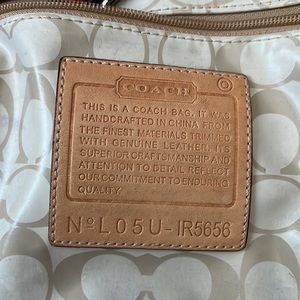 COACH
THIS IS A COACH BAG. IT WAS
HANDCRAFTED IN CHINA FROM
THE FINEST MATERIALS TRIMMED
WITH GENUINE LEATHER. ITS
SUPERIOR CRAFTSMANSHIP AND
ATTENTION TO DETAIL REFLECT
OUR COMMITMENT TO ENDURING
QUALITY.
Nº L05U-IR5656